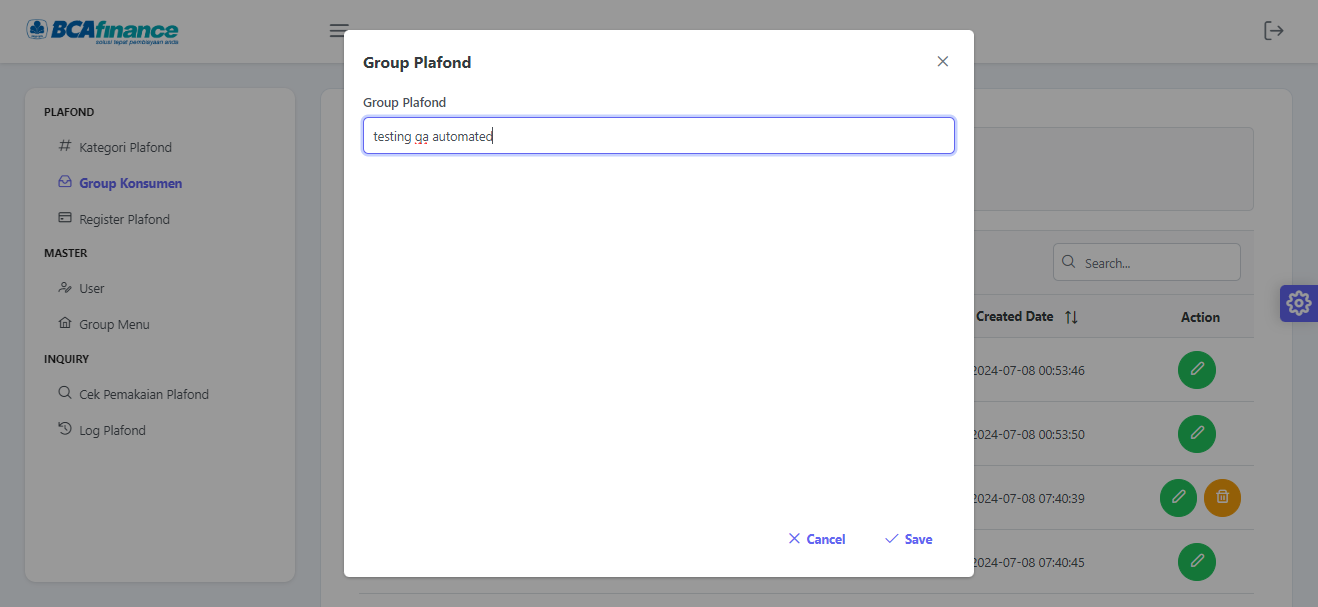 BCAfinance
solusi tepat pembiayaan anda
Group Plafond
Group Plafond
testing qa automated
PLAFOND
Kategori Plafond
Group Konsumen
Register Plafond
MASTER
User
Group Menu
INQUIRY
Cek Pemakaian Plafond
Log Plafond
Search...
Created Date Action
2024-07-08 00:53:46
2024-07-08 00:53:50
2024-07-08 07:40:39
2024-07-08 07:40:45
Cancel Save